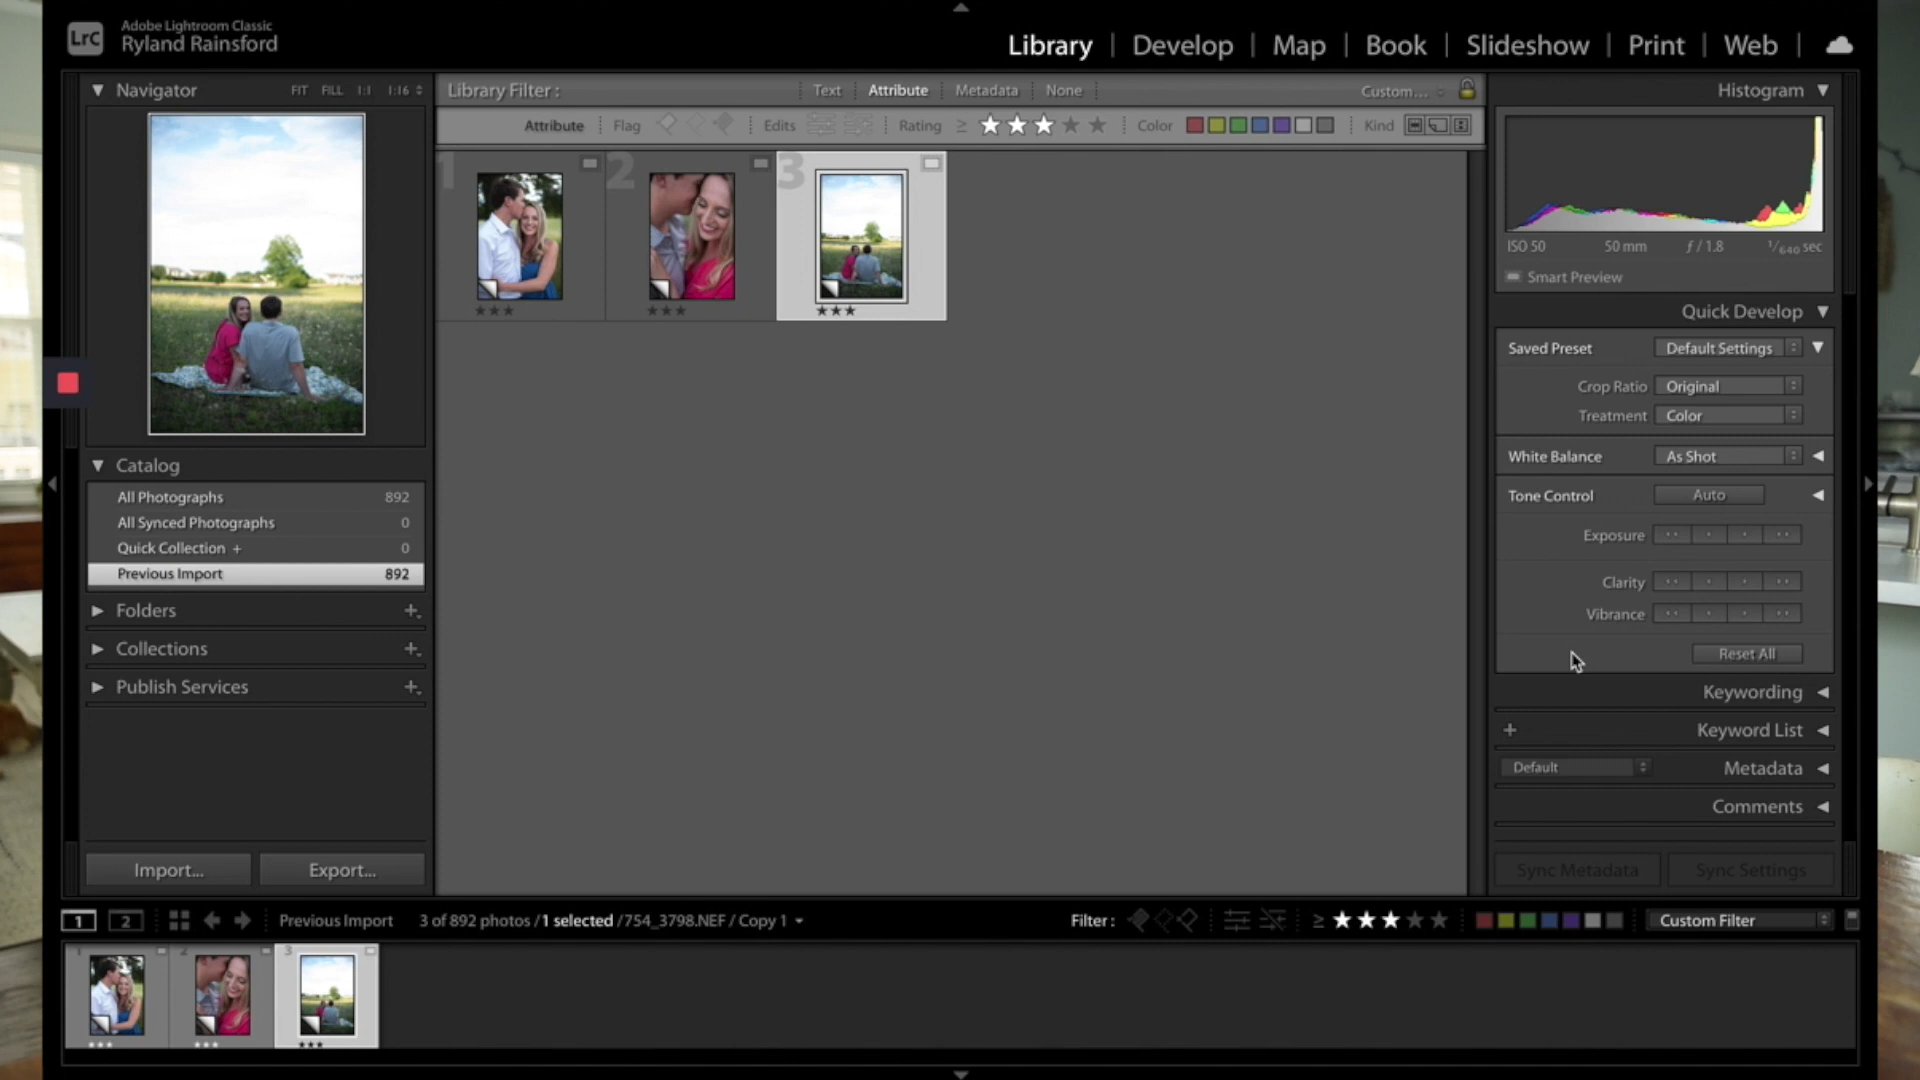 LrC
Adobe Lightroom Classic
Ryland Rainsford
Library | Develop | Map | Book | Slideshow | Print | Web |
Navigator
FIT FILL 1:1 1:16
Library Filter :
Text Attribute Metadata None
Custom...
Histogram
Attribute Flag Edits Rating ≥ Color Kind
1
2
3
ISO 50 50 mm ƒ / 1.8 1/640 sec
Smart Preview
Quick Develop
Saved Preset Default Settings
Crop Ratio Original
Treatment Color
White Balance As Shot
Tone Control Auto
Exposure
Clarity
Vibrance
Reset All
Catalog
All Photographs 892
All Synced Photographs 0
Quick Collection + 0
Previous Import 892
Folders +
Collections +
Publish Services +
Keywording
+ Keyword List
Default Metadata
Comments
Import... Export...
Sync Metadata Sync Settings
1 2 Previous Import 3 of 892 photos / 1 selected / 754_3798.NEF / Copy 1
Filter : ≥ Custom Filter
1 2 3